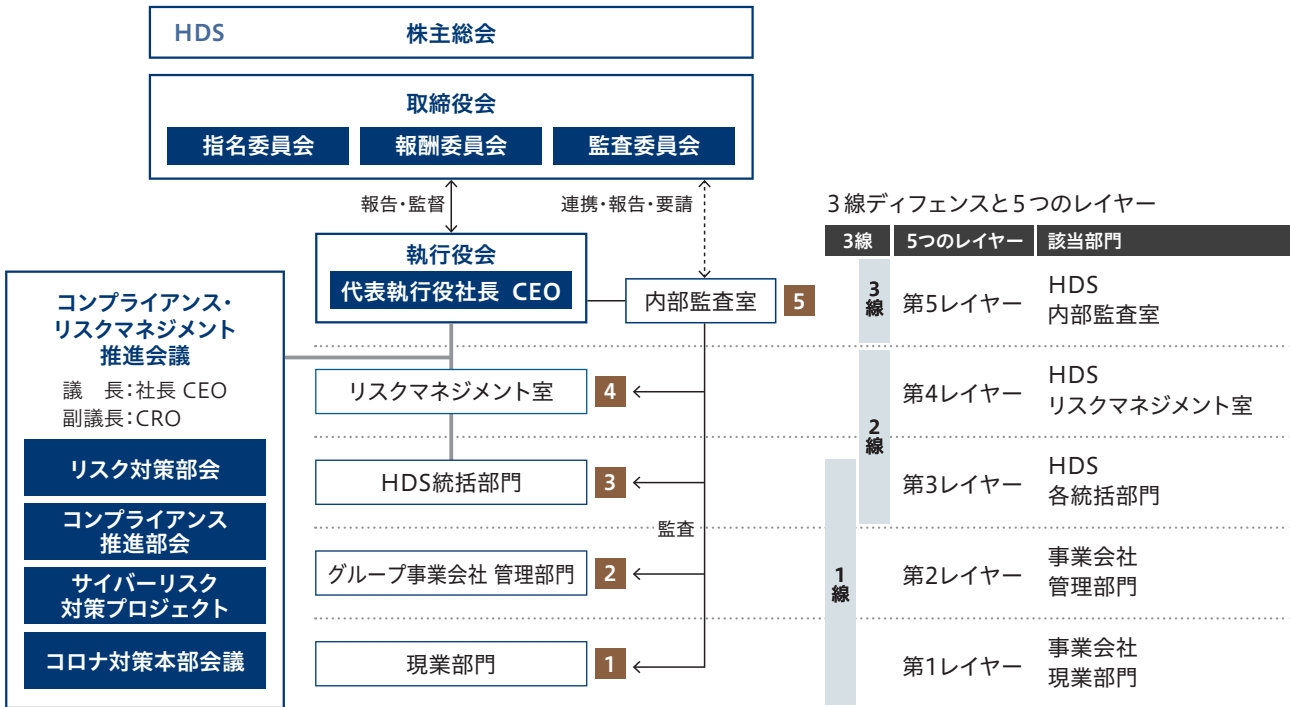 HDS 株主総会
取締役会
指名委員会 報酬委員会 監査委員会
報告・監督 連携・報告・要請
執行役会
代表執行役社長 CEO
内部監査室 5
コンプライアンス・
リスクマネジメント
推進会議
議　長：社長 CEO
副議長：CRO
リスク対策部会
コンプライアンス
推進部会
サイバーリスク
対策プロジェクト
コロナ対策本部会議
リスクマネジメント室 4
HDS統括部門 3
監査
グループ事業会社 管理部門 2
現業部門 1
3線ディフェンスと5つのレイヤー
3線 5つのレイヤー 該当部門
3線
第5レイヤー
HDS
内部監査室
2線
第4レイヤー
HDS
リスクマネジメント室
第3レイヤー
HDS
各統括部門
1線
第2レイヤー
事業会社
管理部門
第1レイヤー
事業会社
現業部門